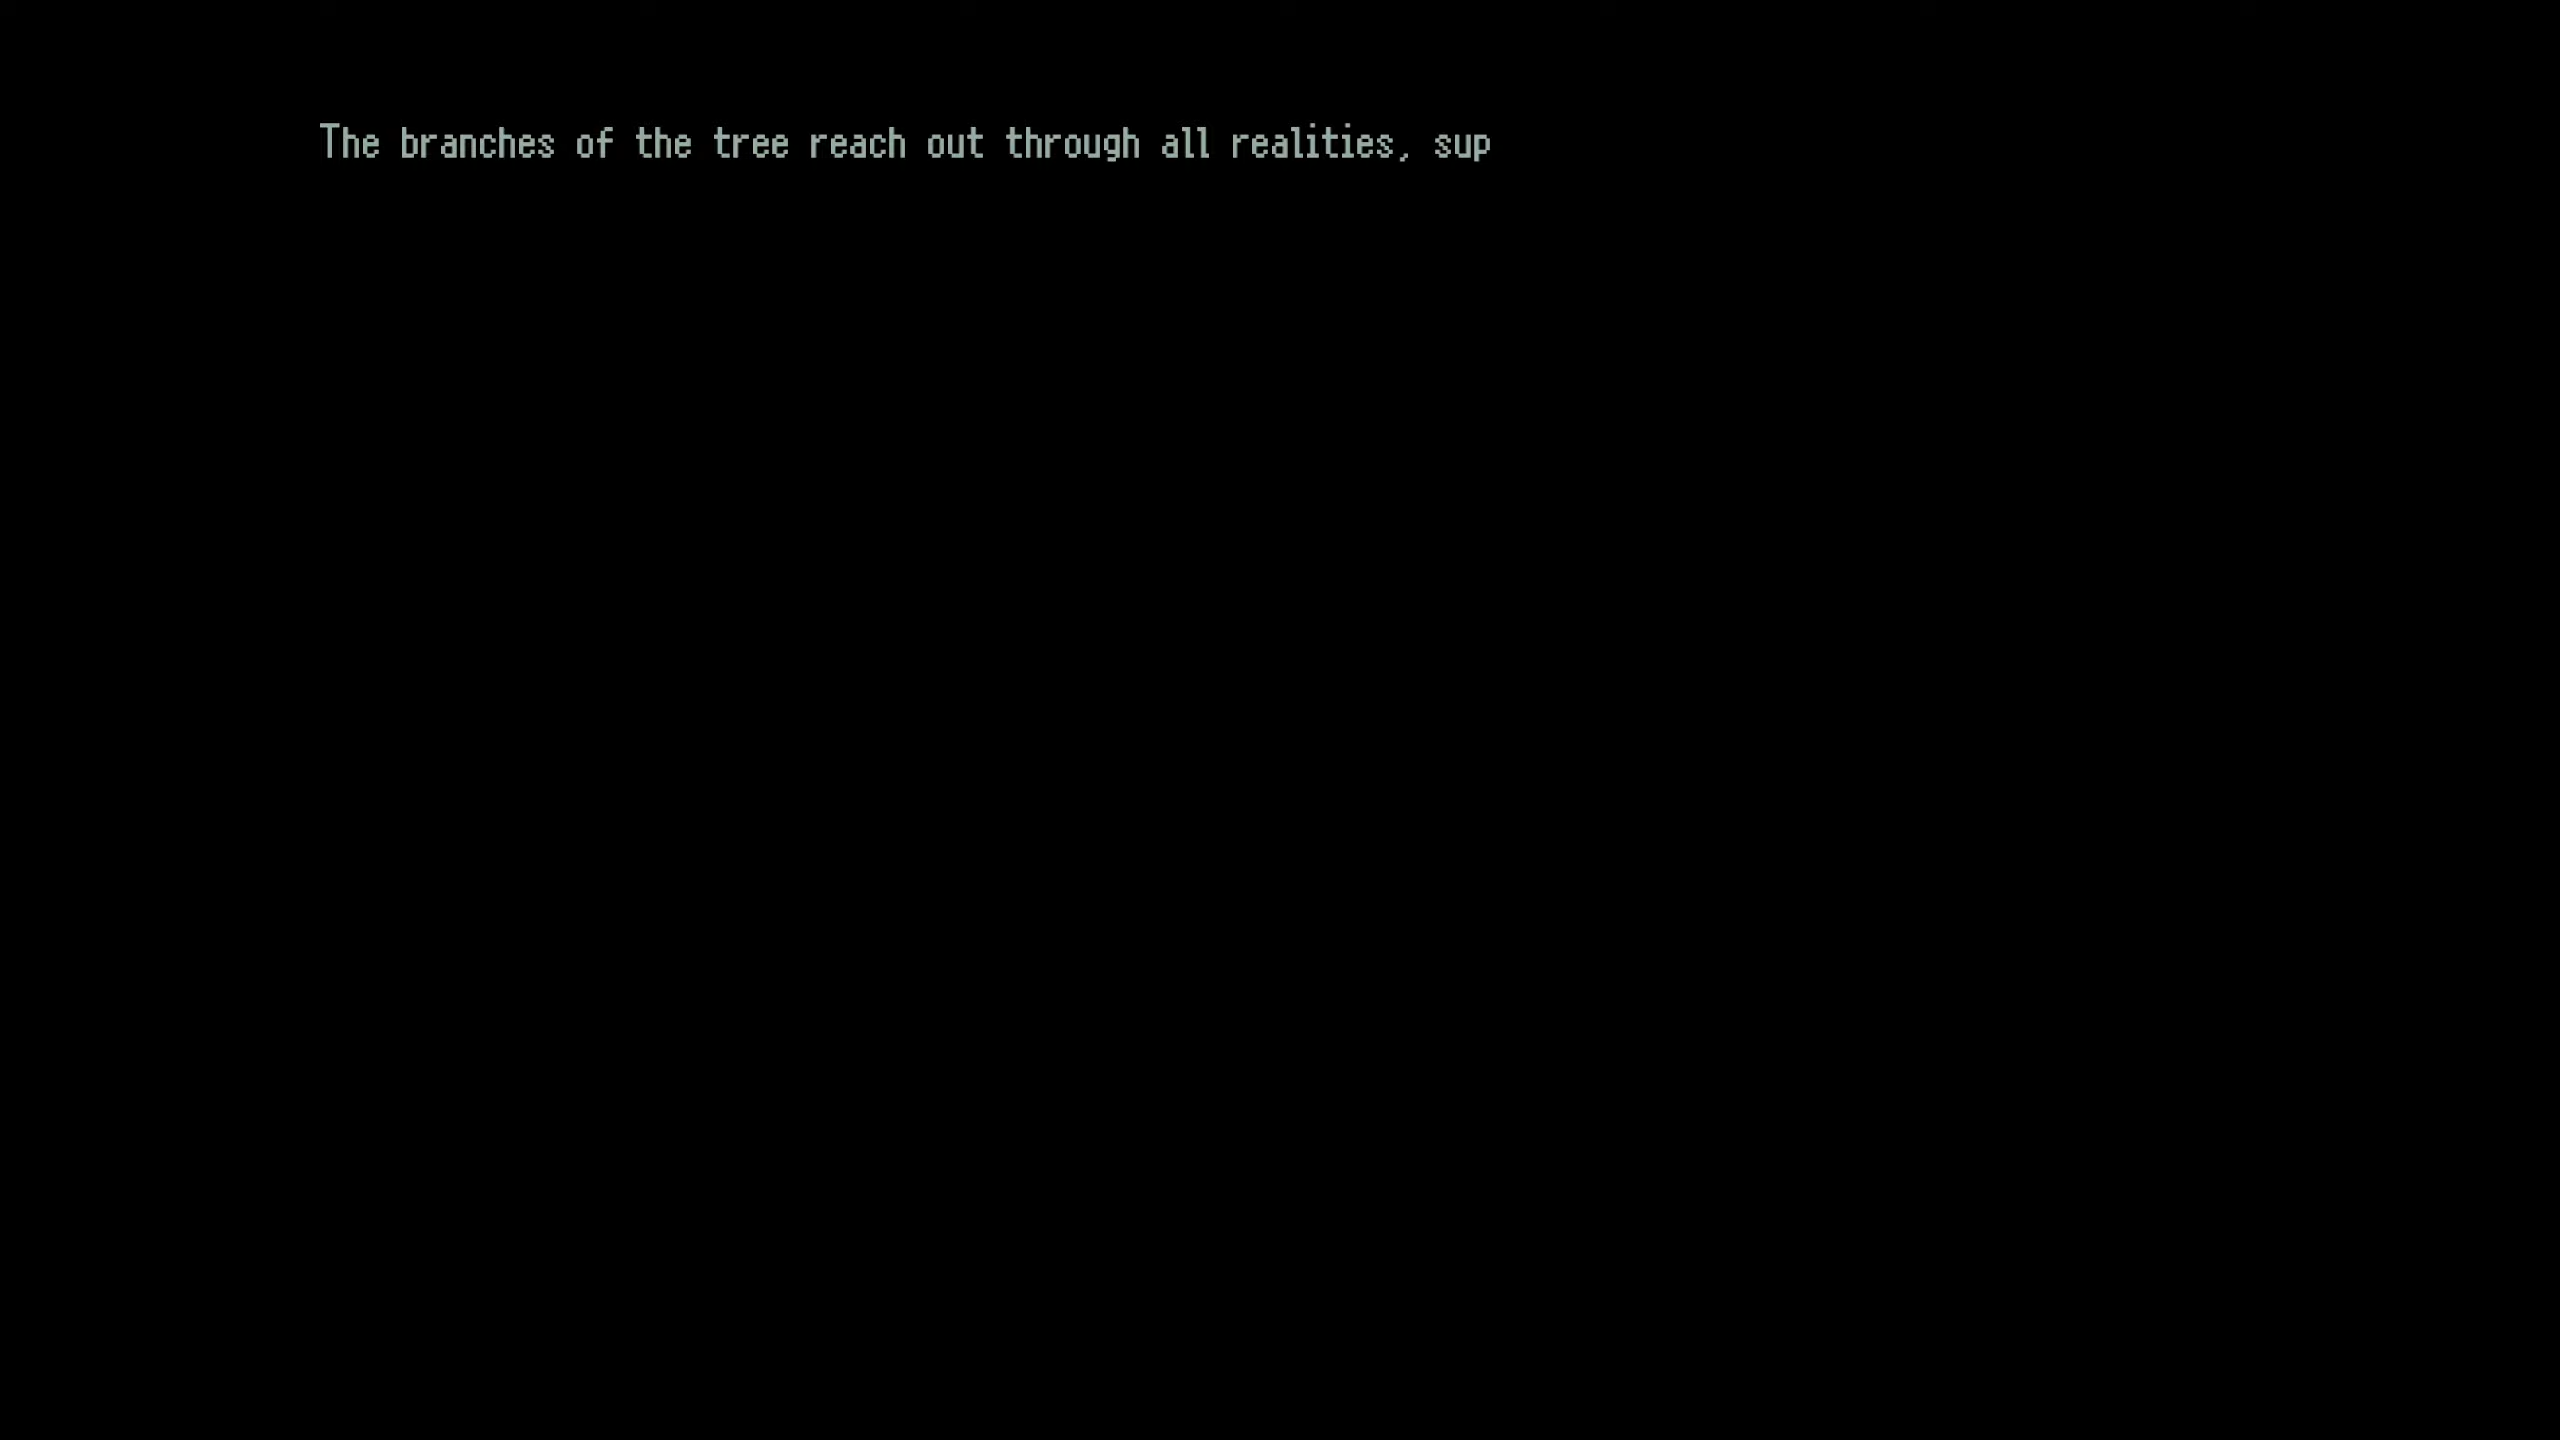 The branches of the tree reach out through all realities, sup